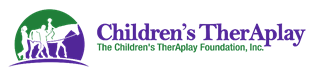 Children's TherAplay
The Children's TherAplay Foundation, Inc.